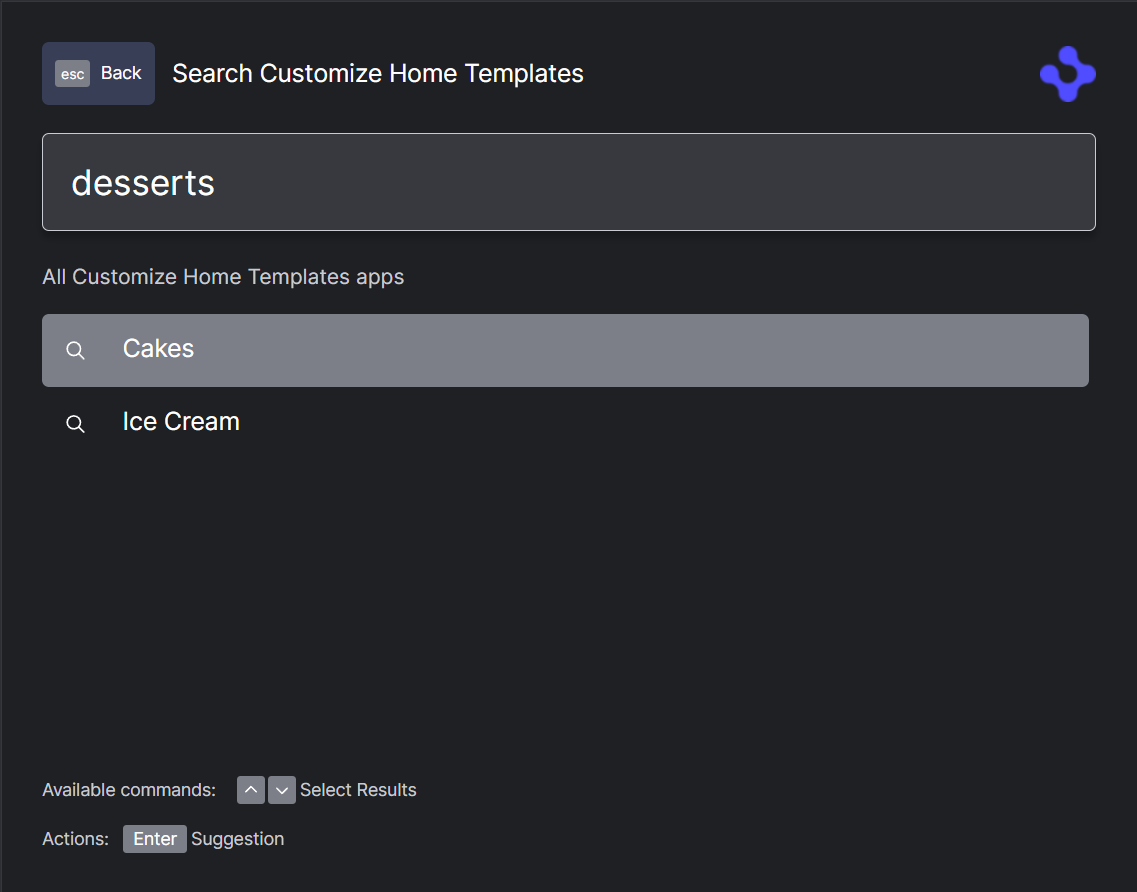 esc Back Search Customize Home Templates
desserts
All Customize Home Templates apps
Cakes
Ice Cream
Available commands: Select Results
Actions: Enter Suggestion